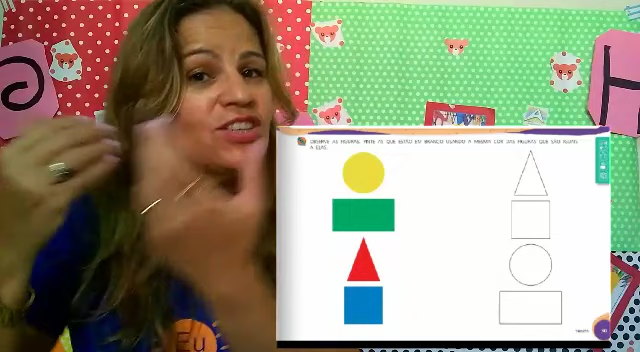 OBSERVE AS FIGURAS. PINTE AS QUE ESTÃO EM BRANCO USANDO A MESMA COR DAS FIGURAS QUE SÃO IGUAIS
A ELAS.
H
Eu